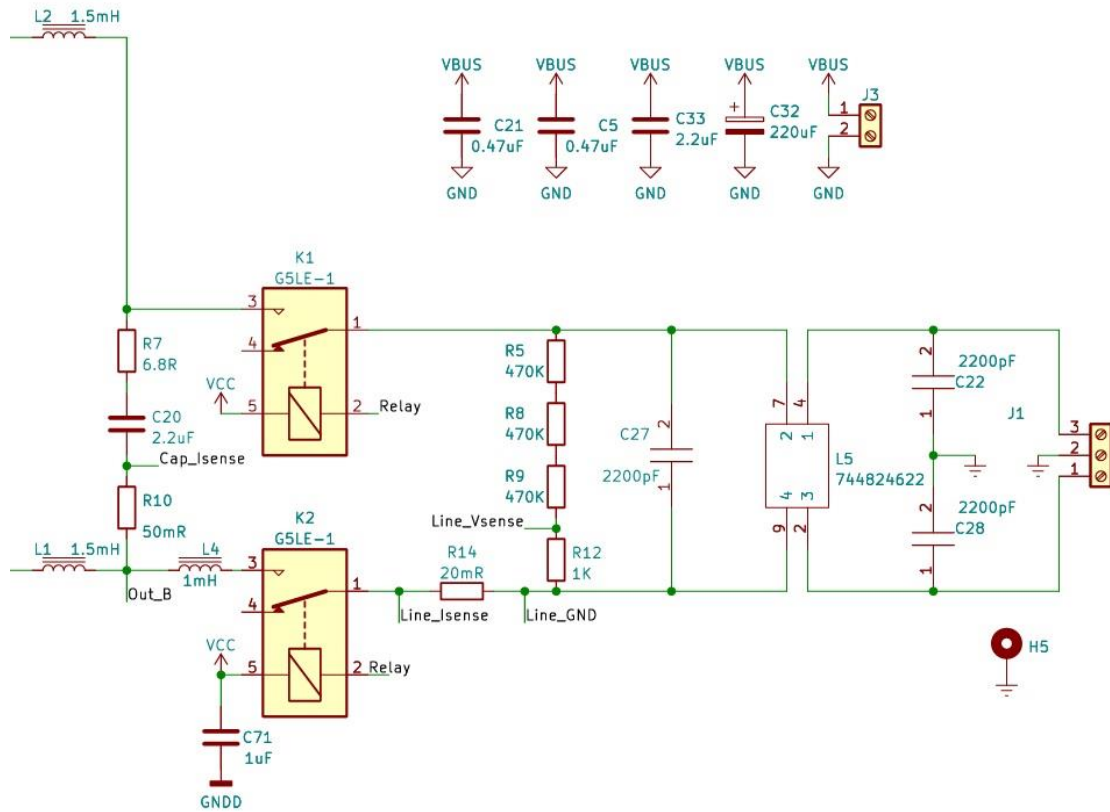 L2 1.5mH
VBUS VBUS VBUS VBUS VBUS
J3
C21 0.47uF
C5 0.47uF
C33 2.2uF
+ C32 220uF
1
2
GND GND GND GND GND
K1
G5LE-1
3
4
1
VCC
5
2 Relay
R7
6.8R
C20
2.2uF
Cap_Isense
R10
50mR
L1 1.5mH
Out_B
L4
1mH
K2
G5LE-1
3
4
1
VCC
5
2 Relay
C71
1uF
GNDD
R5
470K
R8
470K
R9
470K
Line_Vsense
R12
1K
R14
20mR
Line_Isense
Line_GND
2
C27
2200pF
1
7 4
2 1
L5
744824622
4 3
9 2
2
2200pF
C22
1
2
2200pF
C28
1
J1
3
2
1
H5